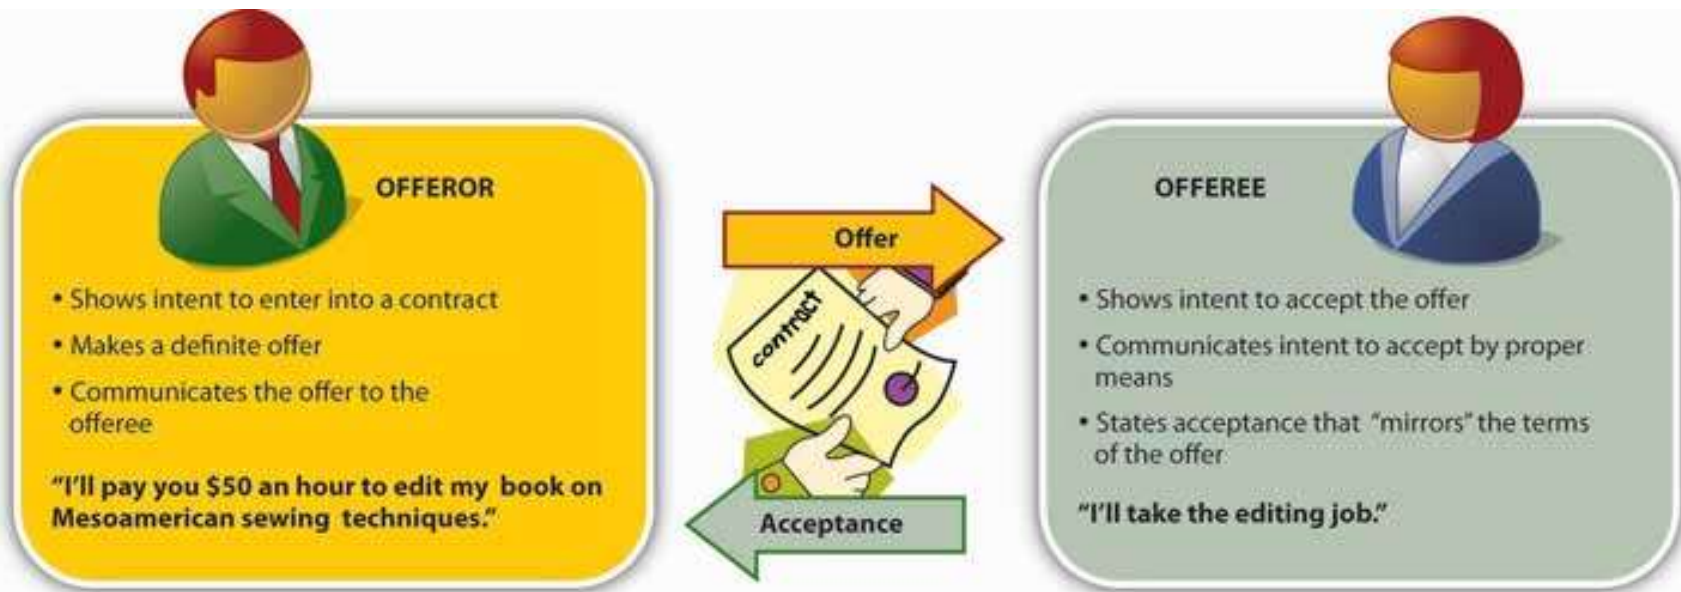 OFFEROR
• Shows intent to enter into a contract
• Makes a definite offer
• Communicates the offer to the
offeree
"I'll pay you $50 an hour to edit my book on
Mesoamerican sewing techniques."
Offer
contract
Acceptance
OFFEREE
• Shows intent to accept the offer
• Communicates intent to accept by proper
means
• States acceptance that "mirrors" the terms
of the offer
"I'll take the editing job."